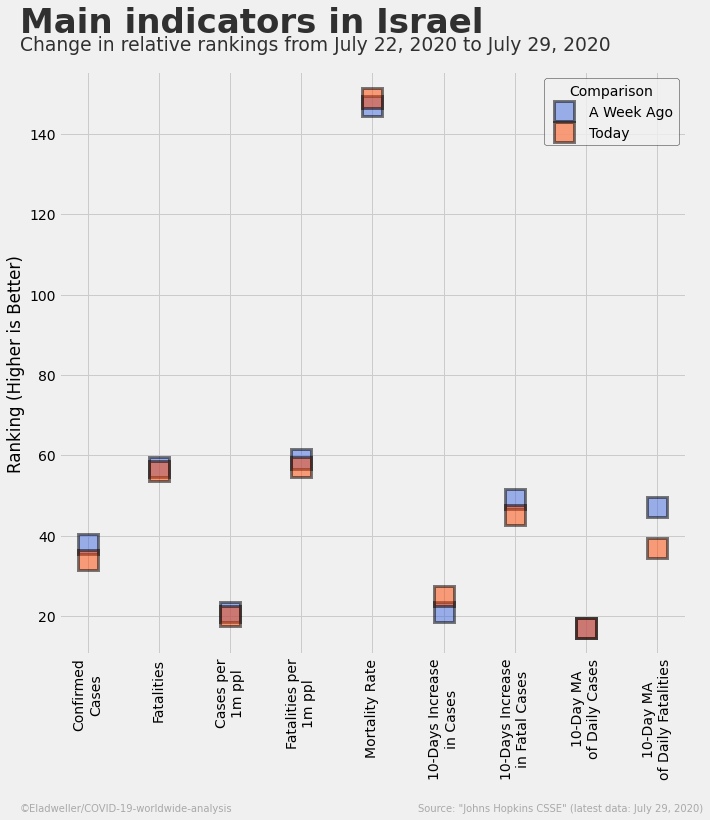 Main indicators in Israel
Change in relative rankings from July 22, 2020 to July 29, 2020
Comparison
A Week Ago
Today
Ranking (Higher is Better)
140
120
100
80
60
40
20
Confirmed
Cases
Fatalities
Cases per
1m ppl
Fatalities per
1m ppl
Mortality Rate
10-Days Increase
in Cases
10-Days Increase
in Fatal Cases
10-Day MA
of Daily Cases
10-Day MA
of Daily Fatalities
©Eladweller/COVID-19-worldwide-analysis
Source: "Johns Hopkins CSSE" (latest data: July 29, 2020)